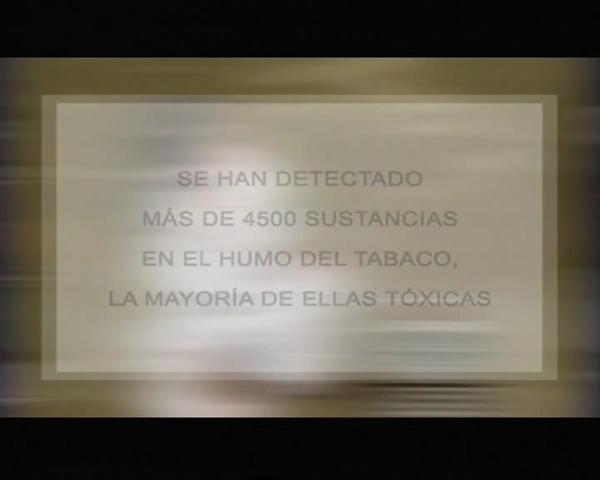 SE HAN DETECTADO
MÁS DE 4500 SUSTANCIAS
EN EL HUMO DEL TABACO,
LA MAYORÍA DE ELLAS TÓXICAS